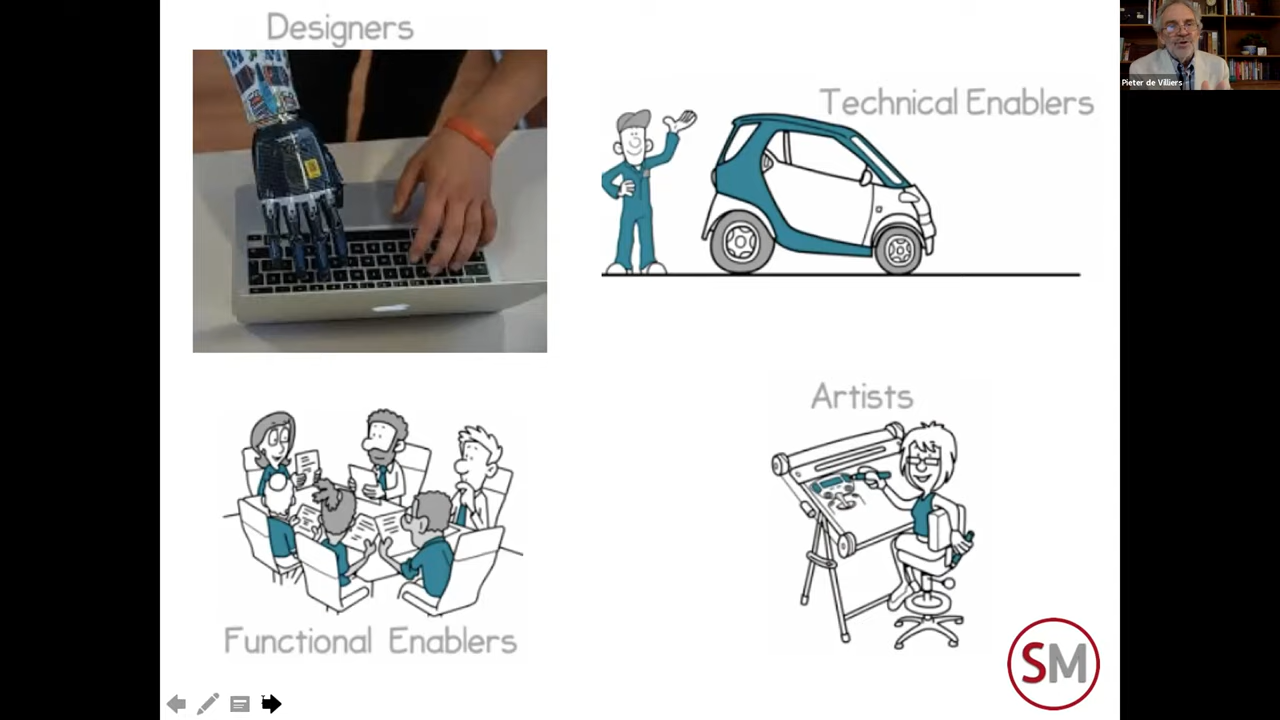 Designers
Technical Enablers
Pieter de Villiers
Artists
Functional Enablers
SM